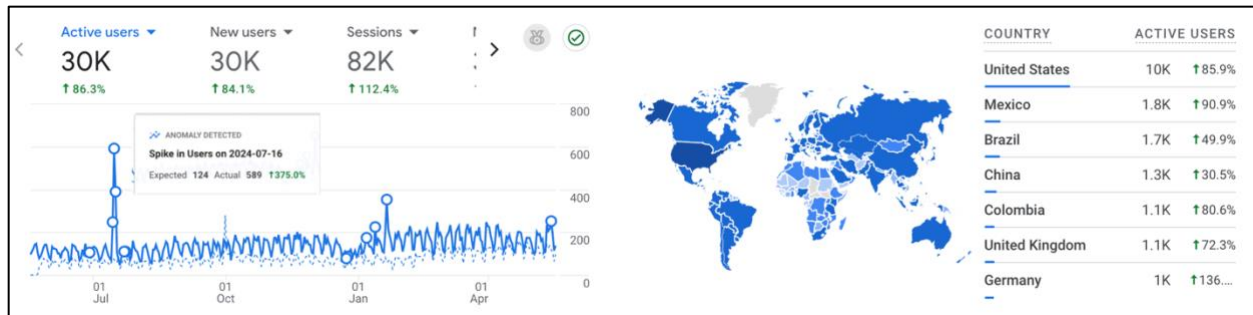 Active users New users Sessions
30K 30K 82K
↑ 86.3% ↑ 84.1% ↑ 112.4%
800
600
400
200
0
ANOMALY DETECTED
Spike in Users on 2024-07-16
Expected 124 Actual 589 ↑375.0%
01 Jul
01 Oct
01 Jan
01 Apr
COUNTRY ACTIVE USERS
United States 10K ↑85.9%
Mexico 1.8K ↑90.9%
Brazil 1.7K ↑49.9%
China 1.3K ↑30.5%
Colombia 1.1K ↑80.6%
United Kingdom 1.1K ↑72.3%
Germany 1K ↑136....